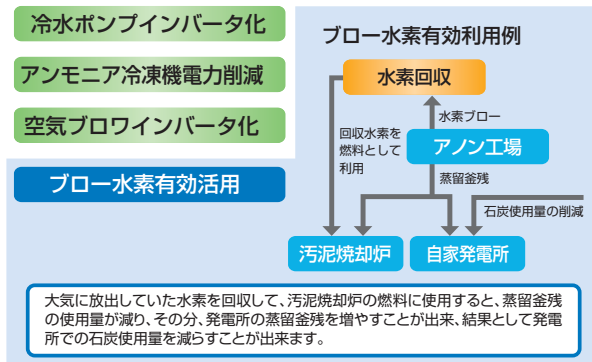 冷水ポンプインバータ化
アンモニア冷凍機電力削減
空気ブロワインバータ化
ブロー水素有効活用
ブロー水素有効利用例
水素回収
水素ブロー
回収水素を
燃料として
利用
アノン工場
蒸留釜残
石炭使用量の削減
汚泥焼却炉
自家発電所
大気に放出していた水素を回収して、汚泥焼却炉の燃料に使用すると、蒸留釜残
の使用量が減り、その分、発電所の蒸留釜残を増やすことが出来、結果として発電
所での石炭使用量を減らすことが出来ます。